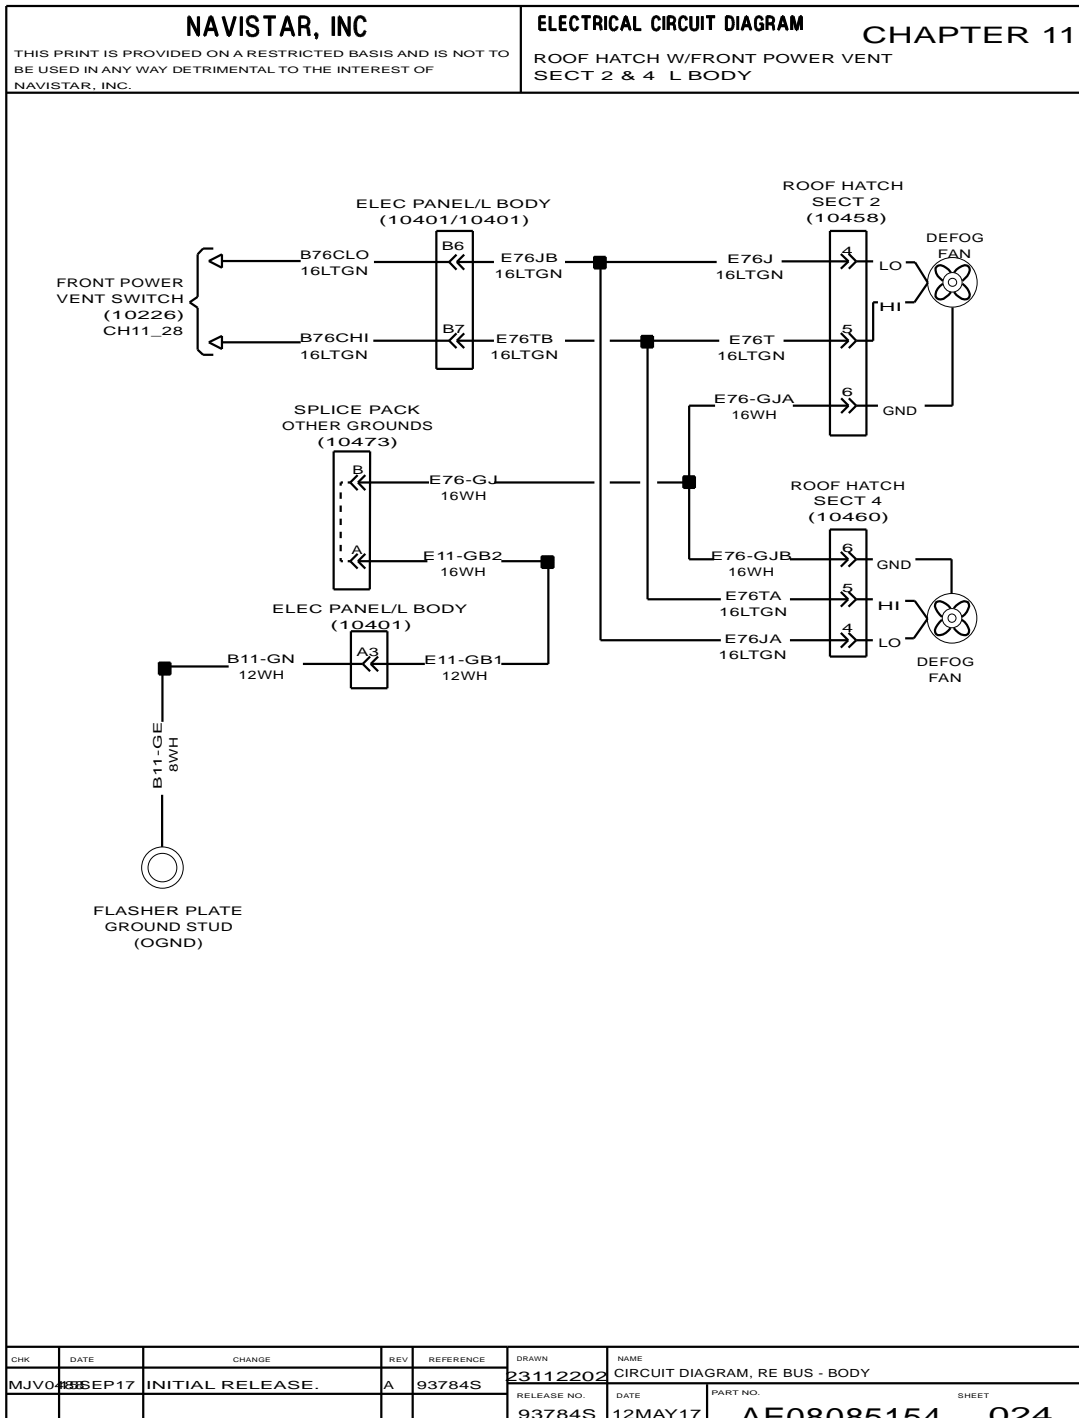 NAVISTAR, INC
THIS PRINT IS PROVIDED ON A RESTRICTED BASIS AND IS NOT TO
BE USED IN ANY WAY DETRIMENTAL TO THE INTEREST OF
NAVISTAR, INC.
ELECTRICAL CIRCUIT DIAGRAM
CHAPTER 11
ROOF HATCH W/FRONT POWER VENT
SECT 2 & 4 L BODY
ROOF HATCH
SECT 2
(10458)
ELEC PANEL/L BODY
(10401/10401)
DEFOG
FAN
B76CLO
16LTGN
B6
E76JB
16LTGN
E76J
16LTGN
4
LO
FRONT POWER
VENT SWITCH
(10226)
CH11_28
HI
B76CHI
16LTGN
B7
E76TB
16LTGN
E76T
16LTGN
5
E76-GJA
16WH
6
GND
SPLICE PACK
OTHER GROUNDS
(10473)
B
E76-GJ
16WH
ROOF HATCH
SECT 4
(10460)
A
E11-GB2
16WH
E76-GJB
16WH
6
GND
E76TA
16LTGN
5
HI
E76JA
16LTGN
4
LO
DEFOG
FAN
ELEC PANEL/L BODY
(10401)
B11-GN
12WH
A3
E11-GB1
12WH
B11-GE
8WH
FLASHER PLATE
GROUND STUD
(OGND)
CHK DATE CHANGE REV REFERENCE
INITIAL RELEASE. A 93784S
DRAWN
23112202
NAME
CIRCUIT DIAGRAM, RE BUS - BODY
RELEASE NO.
93784S
DATE
12MAY17
PART NO.
AE08085154
SHEET
024